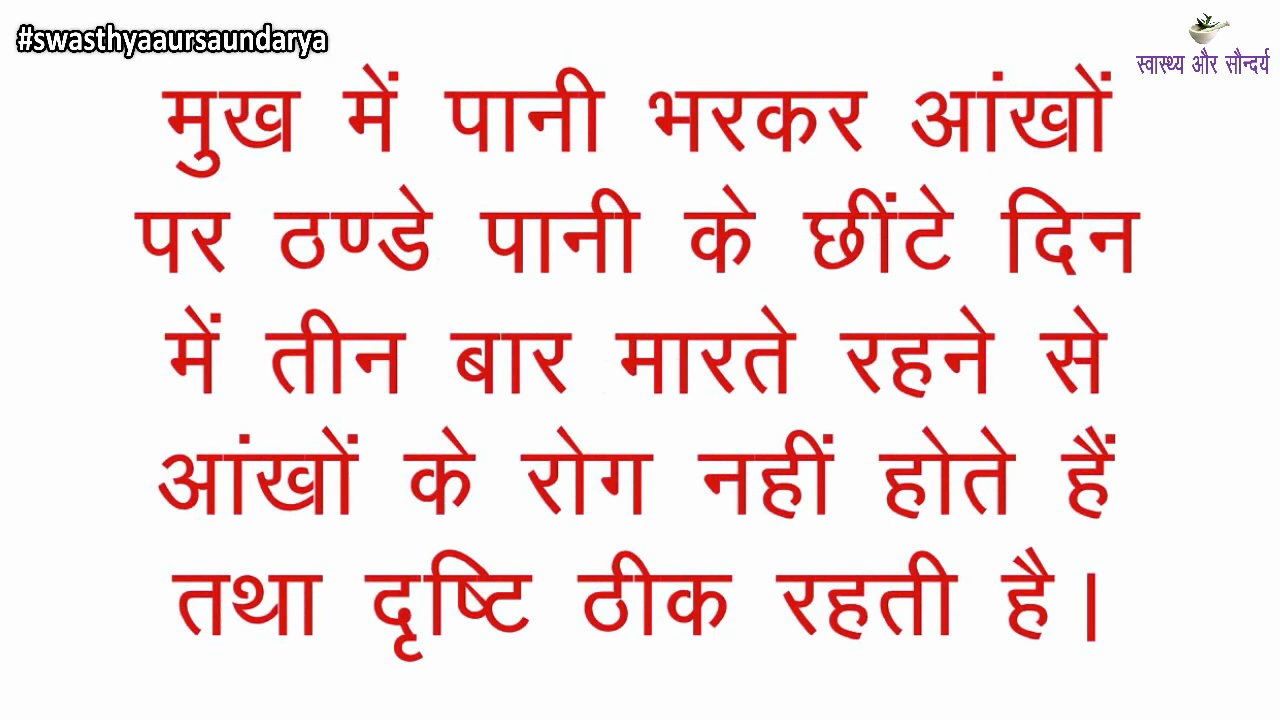 #swasthyaaursaundarya
स्वास्थ्य और सौन्दर्य
मुख में पानी भरकर आंखों
पर ठण्डे पानी के छींटे दिन
में तीन बार मारते रहने से
आंखों के रोग नहीं होते हैं
तथा दृष्टि ठीक रहती है।